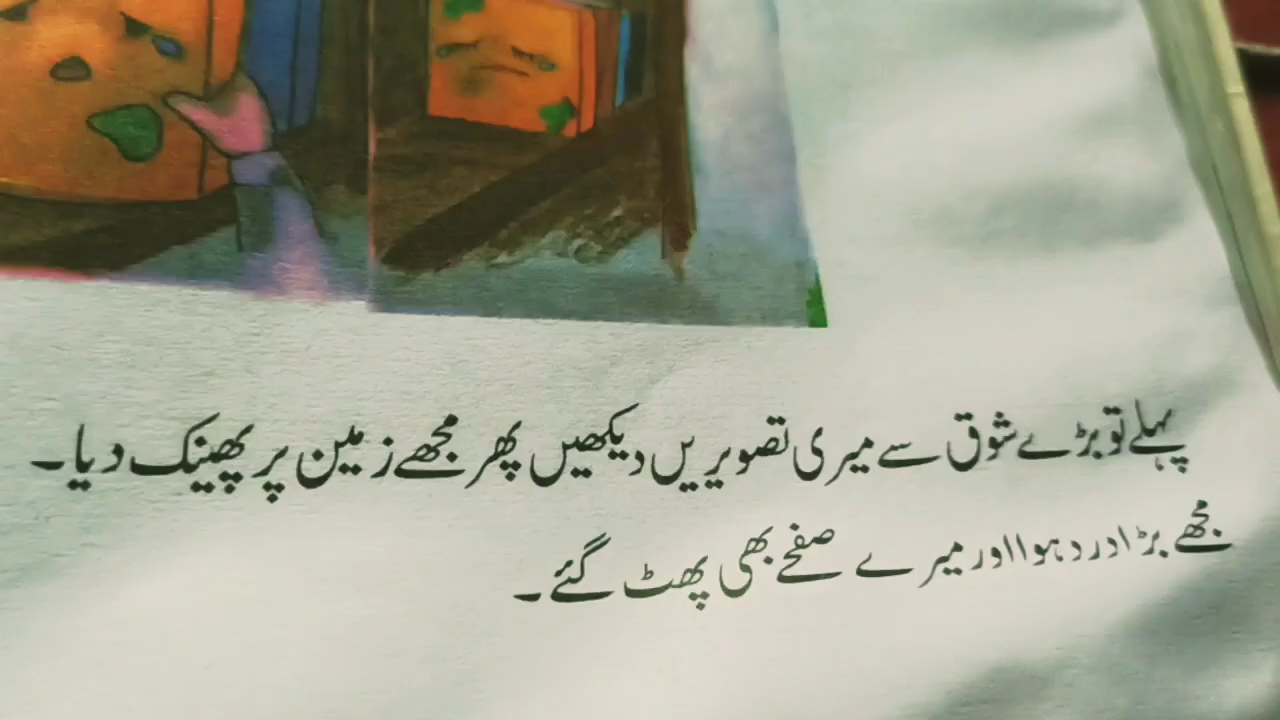 پہلے تو بڑے شوق سے میری تصویریں دیکھیں پھر مجھے زمین پر پھینک دیا۔
مجھے بڑا درد ہوا اور میرے صفحے بھی پھٹ گئے۔